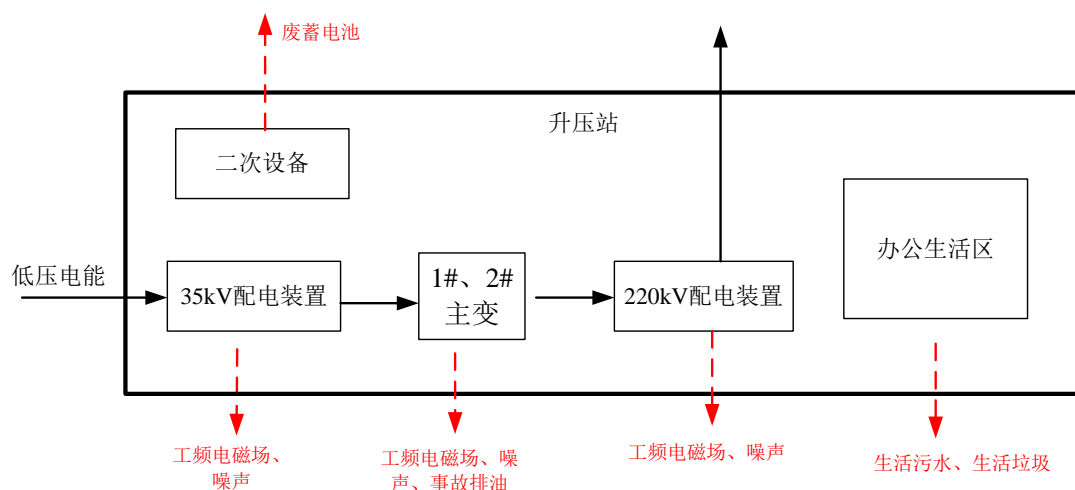 废蓄电池
升压站
二次设备
办公生活区
低压电能
35kV配电装置
1#、2#
主变
220kV配电装置
工频电磁场、
噪声
工频电磁场、噪
声、事故排油
工频电磁场、噪声
生活污水、生活垃圾